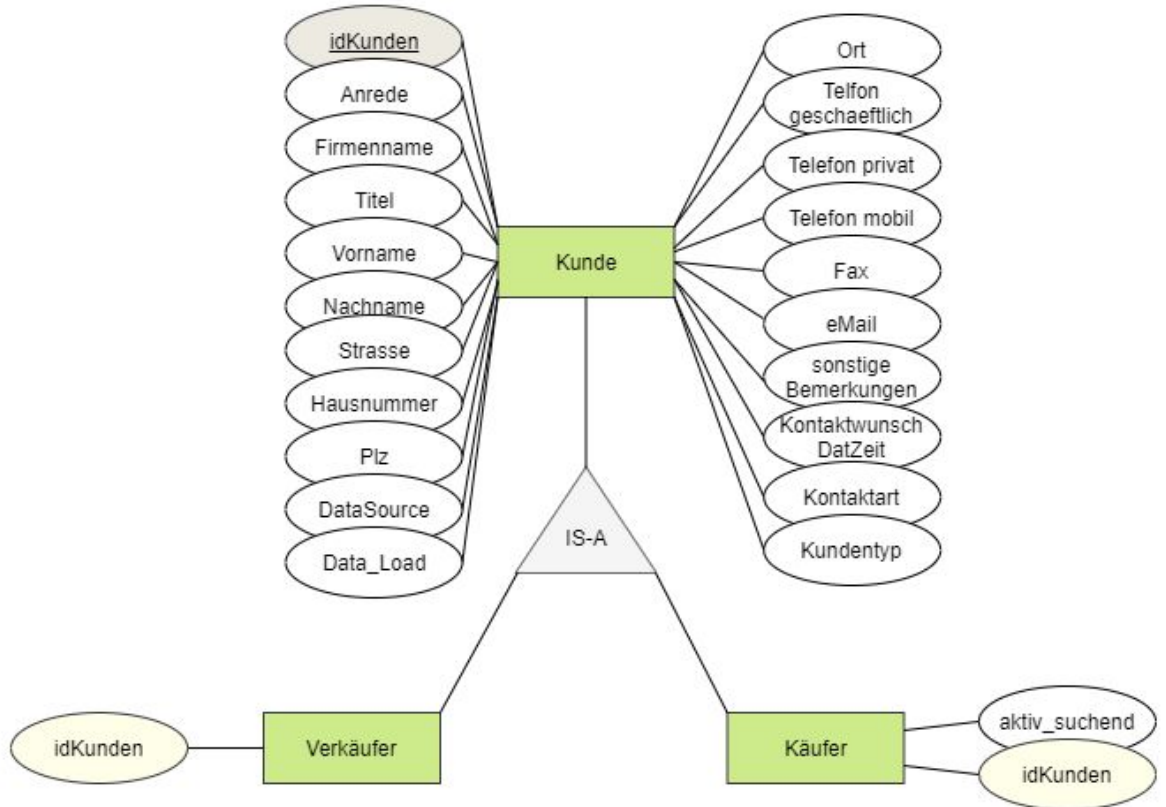 idKunden
Anrede
Firmenname
Titel
Vorname
Nachname
Strasse
Hausnummer
Plz
DataSource
Data_Load
Kunde
Ort
Telfon
geschaeftlich
Telefon privat
Telefon mobil
Fax
eMail
sonstige
Bemerkungen
Kontaktwunsch
DatZeit
Kontaktart
Kundentyp
IS-A
idKunden
Verkäufer
Käufer
aktiv_suchend
idKunden